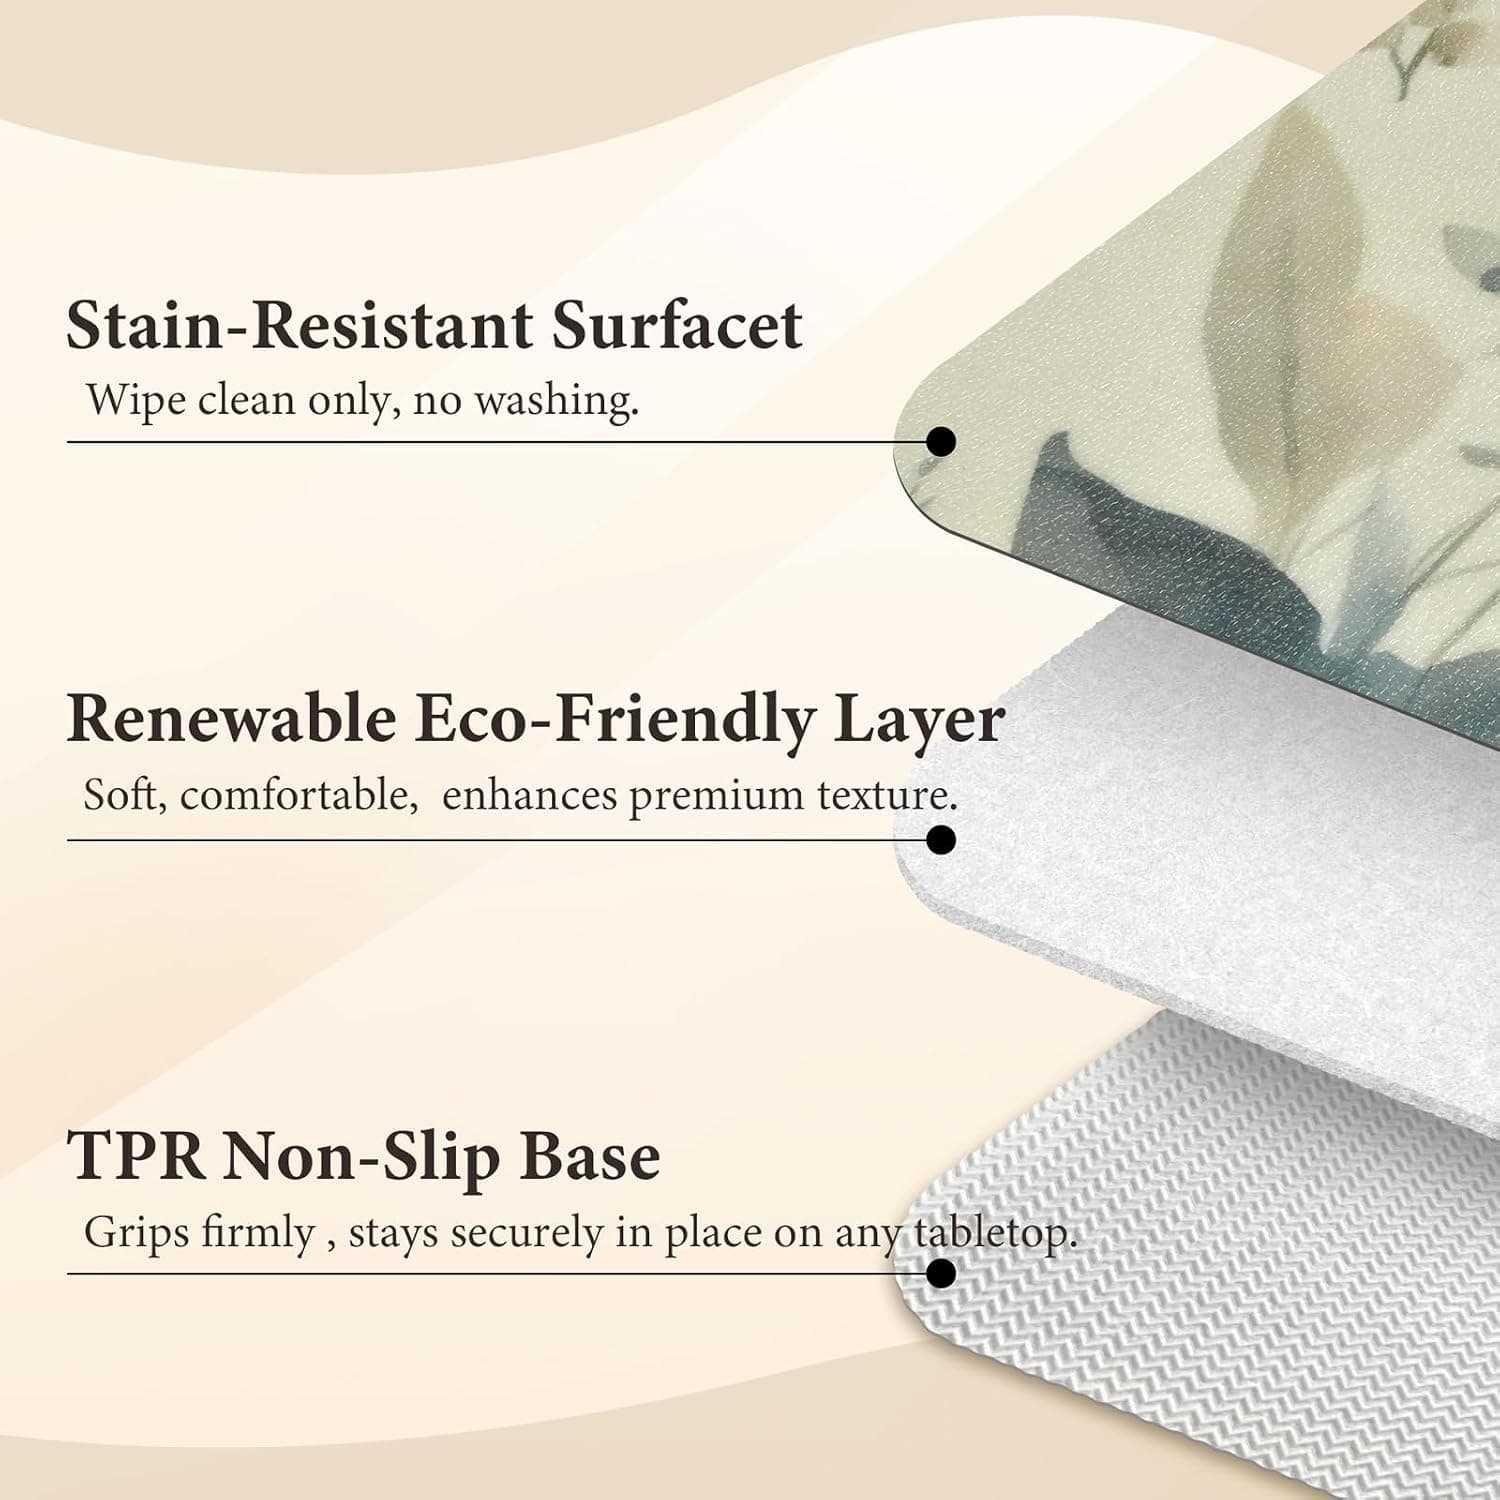 Stain-Resistant Surfacet
Wipe clean only, no washing.
Renewable Eco-Friendly Layer
Soft, comfortable, enhances premium texture.
TPR Non-Slip Base
Grips firmly , stays securely in place on any tabletop.